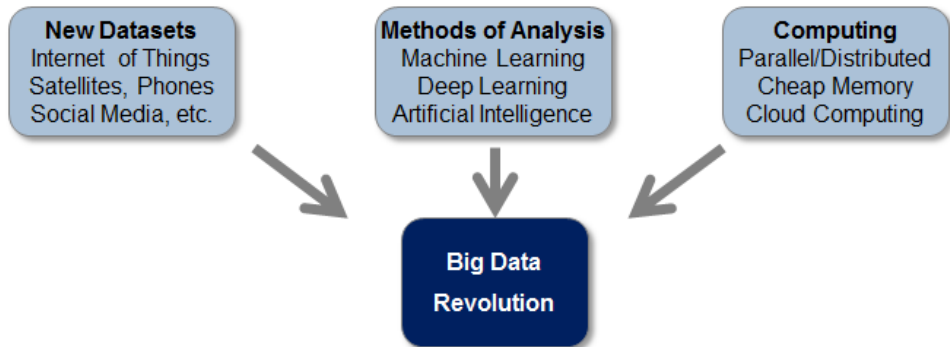 New Datasets
Internet of Things
Satellites, Phones
Social Media, etc.
Methods of Analysis
Machine Learning
Deep Learning
Artificial Intelligence
Computing
Parallel/Distributed
Cheap Memory
Cloud Computing
Big Data
Revolution